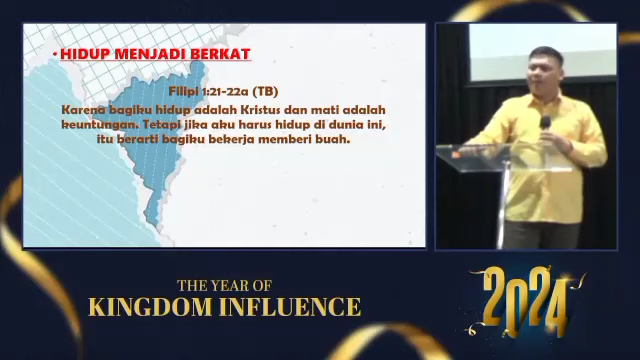 • HIDUP MENJADI BERKAT
Filipi 1:21-22a (TB)
Karena bagiku hidup adalah Kristus dan mati adalah
keuntungan. Tetapi jika aku harus hidup di dunia ini,
itu berarti bagiku bekerja memberi buah.
THE YEAR OF
KINGDOM INFLUENCE
2024